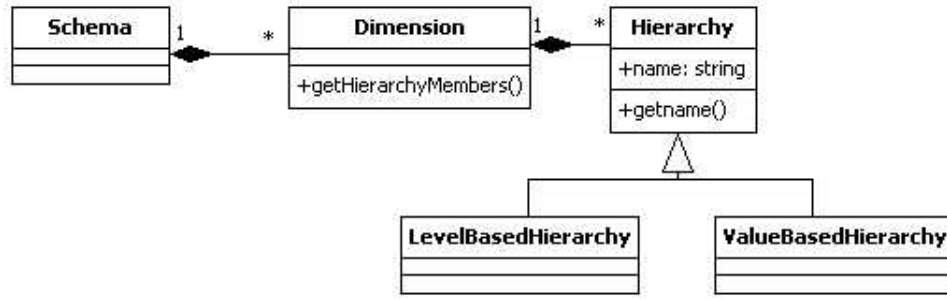 Schema
1
*
Dimension
+getHierarchyMembers()
1
*
Hierarchy
+name: string
+getname()
LevelBasedHierarchy
ValueBasedHierarchy